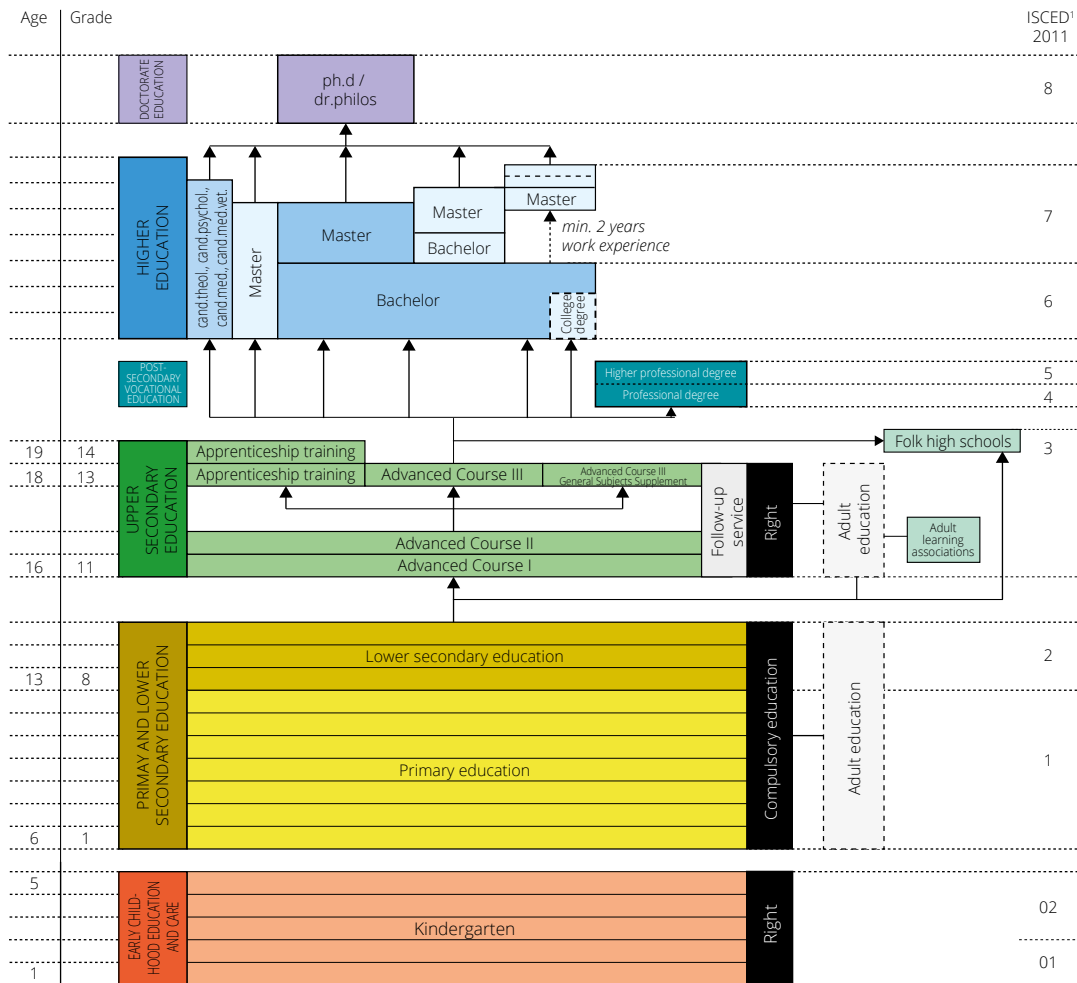 Age
Grade
ISCED¹
2011
DOCTORATE
EDUCATION
ph.d /
dr.philos
8
HIGHER
EDUCATION
cand.theol., cand.psychol.,
cand.med., cand.med.vet.
Master
Master
Master
Bachelor
Master
min. 2 years
work experience
7
Bachelor
College
degree
6
POST-
SECONDARY
VOCATIONAL
EDUCATION
Higher professional degree
5
Professional degree
4
UPPER
SECONDARY
EDUCATION
19
14
Apprenticeship training
Folk high schools
3
18
13
Apprenticeship training
Advanced Course III
Advanced Course III
General Subjects Supplement
Follow-up
service
Right
Adult
education
Adult
learning
associations
Advanced Course II
16
11
Advanced Course I
PRIMAY AND LOWER
SECONDARY EDUCATION
Lower secondary education
2
13
8
Primary education
Compulsory education
Adult education
1
6
1
5
EARLY CHILD-
HOOD EDUCATION
AND CARE
Kindergarten
Right
02
01
1